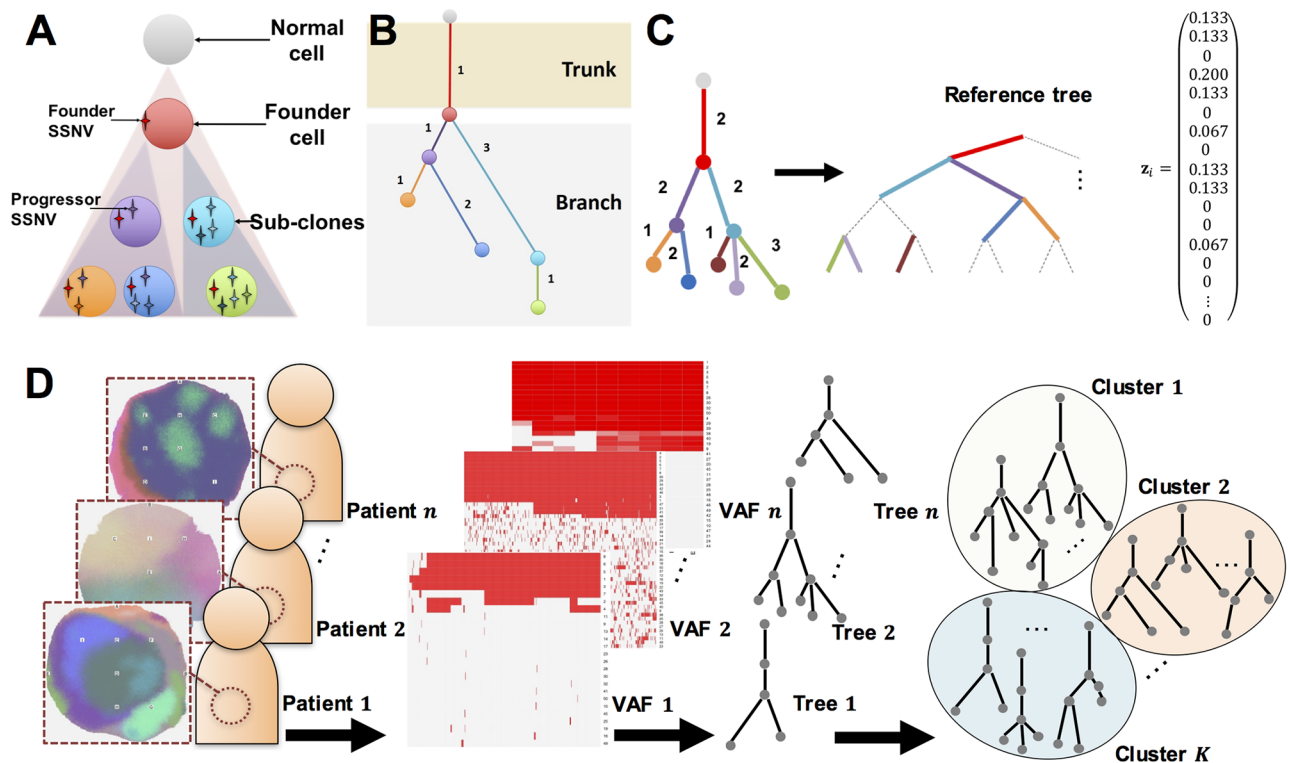 A
Normal
cell
Founder
SSNV
Founder
cell
Progressor
SSNV
Sub-clones
B
Trunk
Branch
1
1
3
1
2
1
C
2
2
2
1
2
1
2
3
Reference tree
⋮
z𝑖 =
0.133
0.133
0
0.200
0.133
0
0.067
0
0.133
0.133
0
0
0.067
0
0
⋮
0
D
Patient n
Patient 2
Patient 1
VAF n
VAF 2
VAF 1
Tree n
Tree 2
Tree 1
Cluster 1
Cluster 2
Cluster K